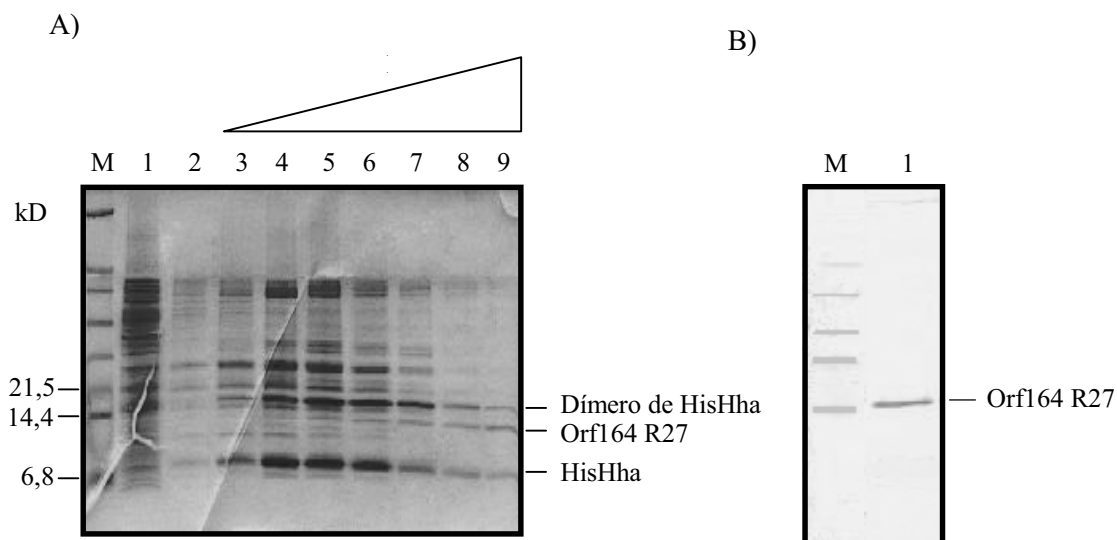 A)
B)
M 1 2 3 4 5 6 7 8 9
kD
21,5
14,4
6,8
Dímero de HisHha
Orf164 R27
HisHha
M 1
Orf164 R27